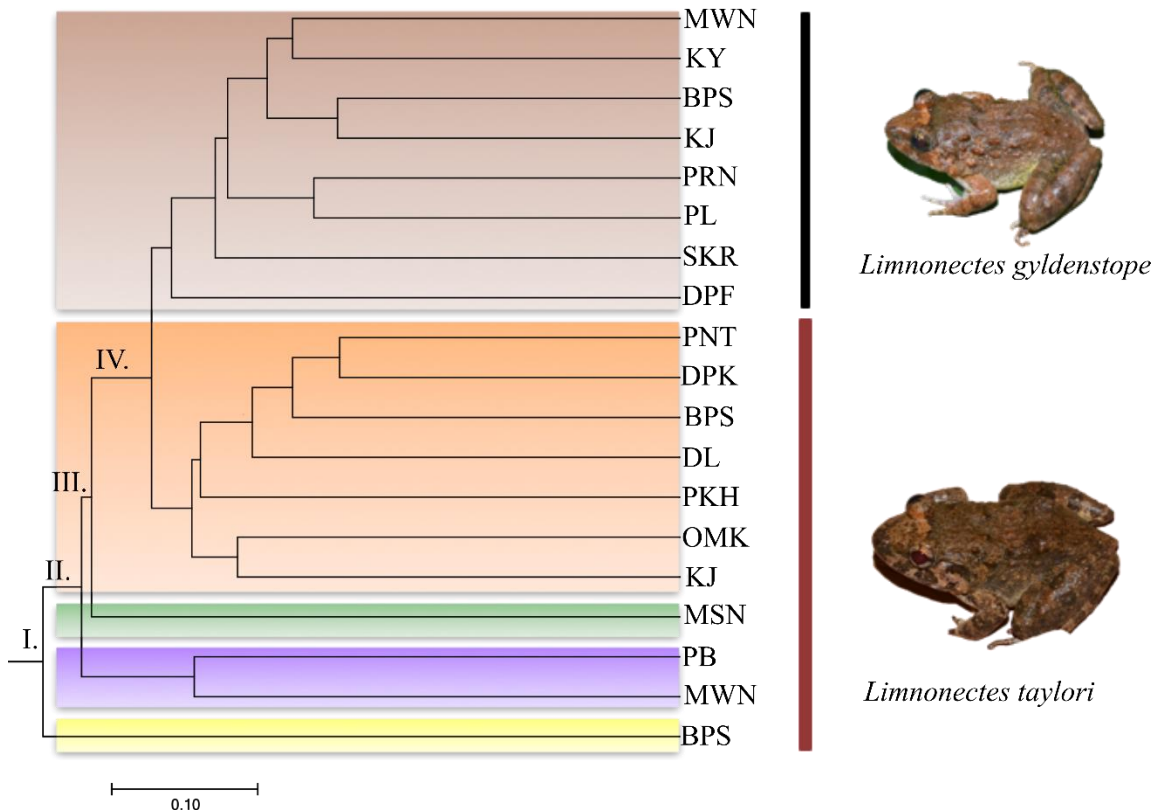 MWN
KY
BPS
KJ
PRN
PL
SKR
DPF
Limnonectes gyldenstope
IV.
PNT
DPK
BPS
DL
PKH
III.
OMK
II.
KJ
MSN
I.
PB
MWN
Limnonectes taylori
BPS
0.10